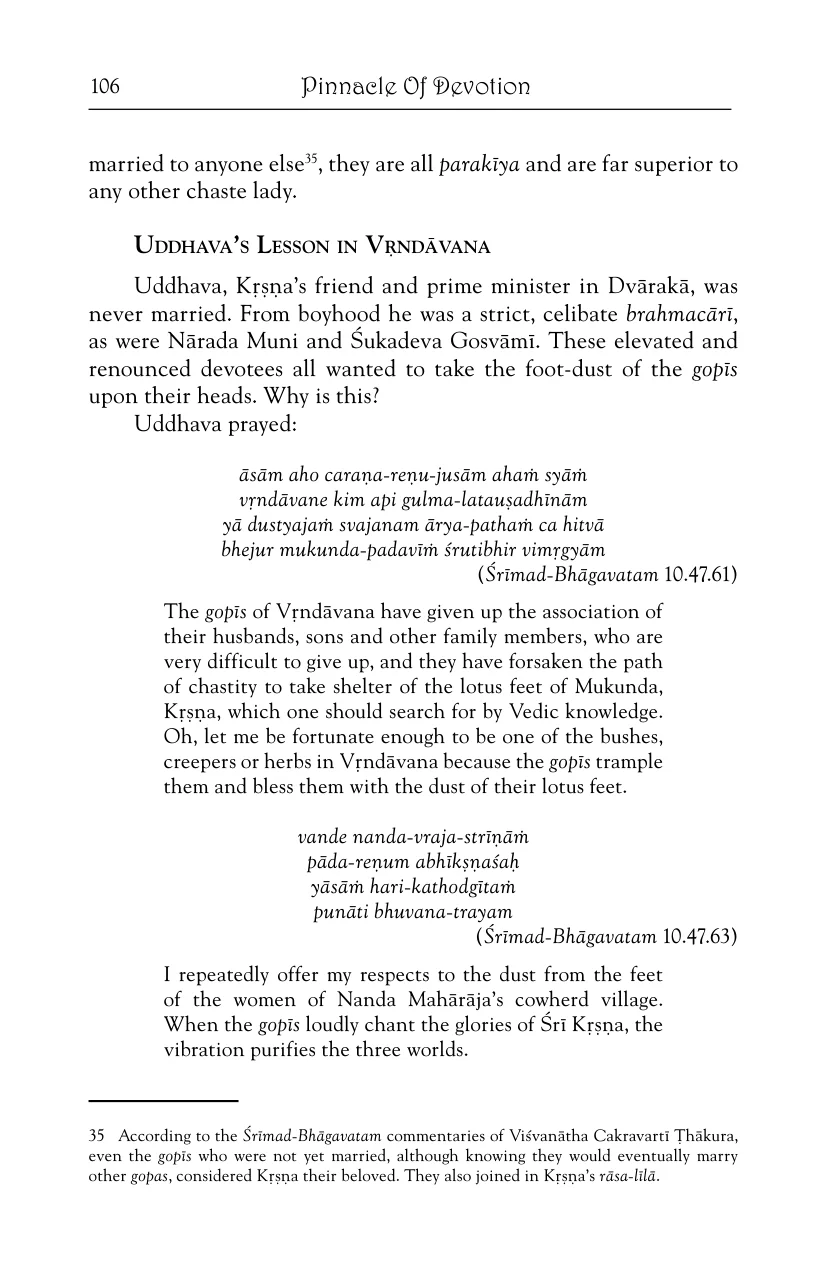 106
Pinnacle Of Devotion
married to anyone else35, they are all parakīya and are far superior to
any other chaste lady.
Uddhava's Lesson in Vṛndāvana
Uddhava, Kṛṣṇa's friend and prime minister in Dvārakā, was
never married. From boyhood he was a strict, celibate brahmacārī,
as were Nārada Muni and Śukadeva Gosvāmī. These elevated and
renounced devotees all wanted to take the foot-dust of the gopīs
upon their heads. Why is this?
Uddhava prayed:
āsām aho caraṇa-reṇu-jusām ahaṁ syāṁ
vṛndāvane kim api gulma-latauṣadhīnām
yā dustyajaṁ svajanam ārya-pathaṁ ca hitvā
bhejur mukunda-padavīṁ śrutibhir vimṛgyām
(Śrīmad-Bhāgavatam 10.47.61)
The gopīs of Vṛndāvana have given up the association of
their husbands, sons and other family members, who are
very difficult to give up, and they have forsaken the path
of chastity to take shelter of the lotus feet of Mukunda,
Kṛṣṇa, which one should search for by Vedic knowledge.
Oh, let me be fortunate enough to be one of the bushes,
creepers or herbs in Vṛndāvana because the gopīs trample
them and bless them with the dust of their lotus feet.
vande nanda-vraja-strīṇāṁ
pāda-reṇum abhīkṣṇaśaḥ
yāsāṁ hari-kathodgītaṁ
punāti bhuvana-trayam
(Śrīmad-Bhāgavatam 10.47.63)
I repeatedly offer my respects to the dust from the feet
of the women of Nanda Mahārāja's cowherd village.
When the gopīs loudly chant the glories of Śrī Kṛṣṇa, the
vibration purifies the three worlds.
35 According to the Śrīmad-Bhāgavatam commentaries of Viśvanātha Cakravartī Ṭhākura,
even the gopīs who were not yet married, although knowing they would eventually marry
other gopas, considered Kṛṣṇa their beloved. They also joined in Kṛṣṇa's rāsa-līlā.